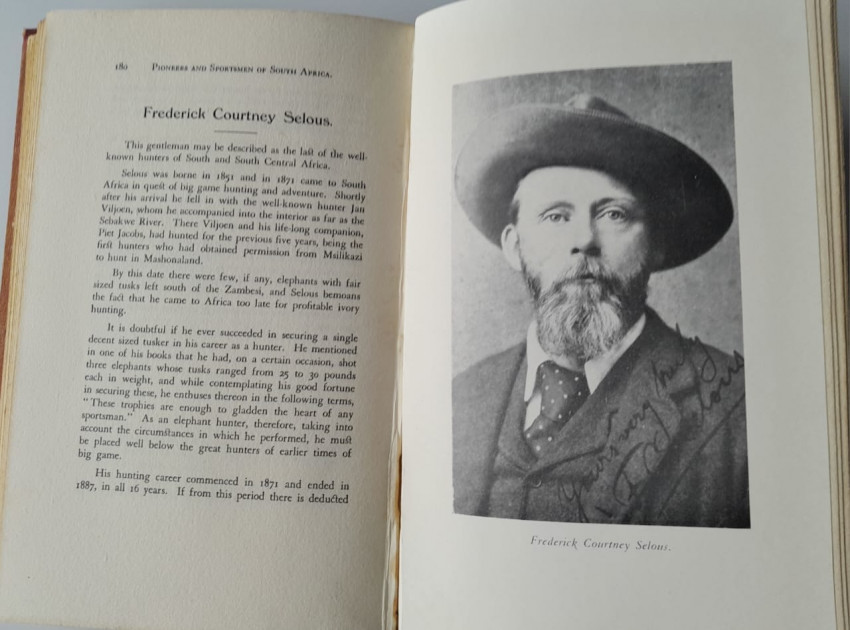 180 Pioneers and Sportsmen of South Africa.
Frederick Courtney Selous.
This gentleman may be described as the last of the well-
known hunters of South and South Central Africa.
Selous was borne in 1851 and in 1871 came to South
Africa in quest of big game hunting and adventure. Shortly
after his arrival he fell in with the well-known hunter Jan
Viljoen, whom he accompanied into the interior as far as the
Sebakwe River. There Viljoen and his life-long companion,
Piet Jacobs, had hunted for the previous five years, being the
first hunters who had obtained permission from Msilikazi
to hunt in Mashonaland.
By this date there were few, if any, elephants with fair
sized tusks left south of the Zambesi, and Selous bemoans
the fact that he came to Africa too late for profitable ivory
hunting.
It is doubtful if he ever succeeded in securing a single
decent sized tusker in his career as a hunter. He mentioned
in one of his books that he had, on a certain occasion, shot
three elephants whose tusks ranged from 25 to 30 pounds
each in weight, and while contemplating his good fortune
in securing these, he enthuses thereon in the following terms,
"These trophies are enough to gladden the heart of any
sportsman." As an elephant hunter, therefore, taking into
account the circumstances in which he performed, he must
be placed well below the great hunters of earlier times of
big game.
His hunting career commenced in 1871 and ended in
1887, in all 16 years. If from this period there is deducted
Yours very truly
F. C. Selous
Frederick Courtney Selous.